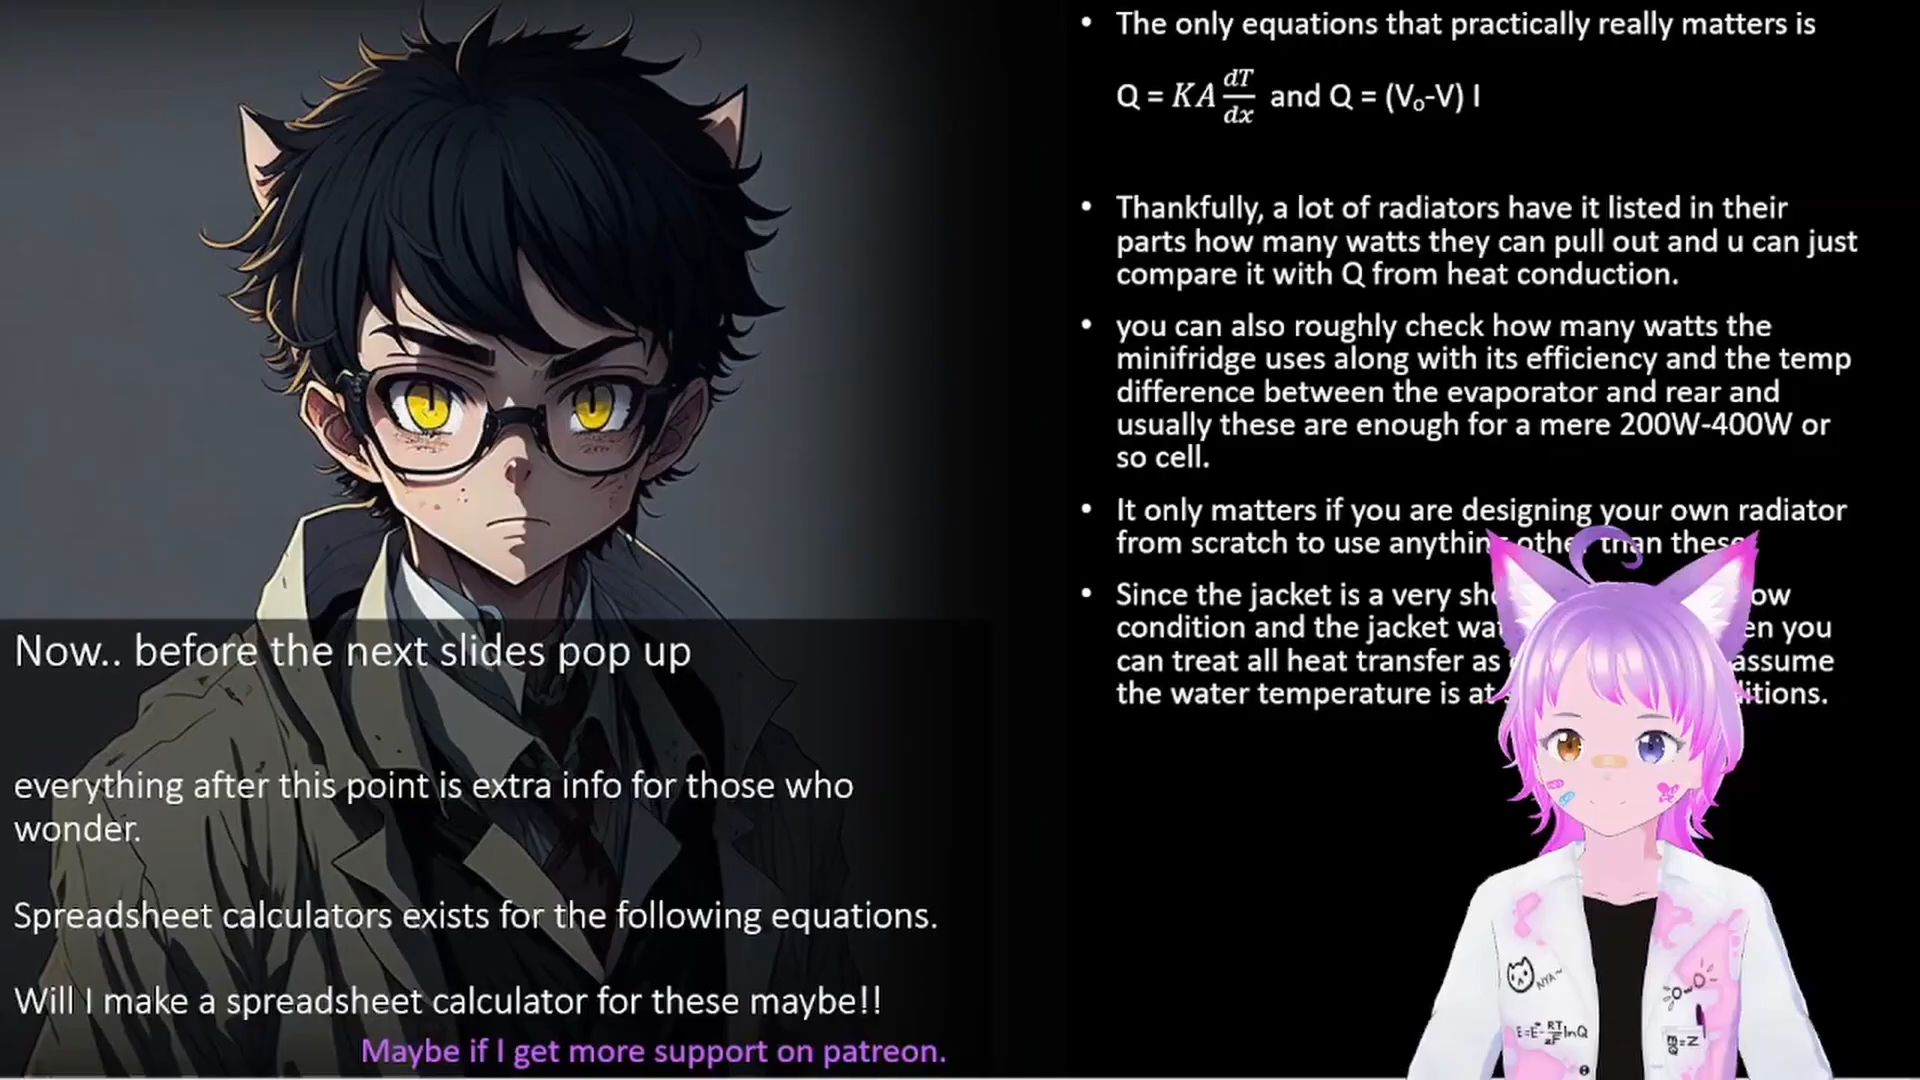 Now.. before the next slides pop up
everything after this point is extra info for those who
wonder.
Spreadsheet calculators exists for the following equations.
Will I make a spreadsheet calculator for these maybe!!
Maybe if I get more support on patreon.
• The only equations that practically really matters is
Q = KA dT/dx and Q = (Vₒ-V) I
• Thankfully, a lot of radiators have it listed in their
parts how many watts they can pull out and u can just
compare it with Q from heat conduction.
• you can also roughly check how many watts the
minifridge uses along with its efficiency and the temp
difference between the evaporator and rear and
usually these are enough for a mere 200W-400W or
so cell.
• It only matters if you are designing your own radiator
from scratch to use anything other than these
• Since the jacket is a very
condition and the jacket you
can treat all heat transfer as assume
the water temperature is at
NYA~